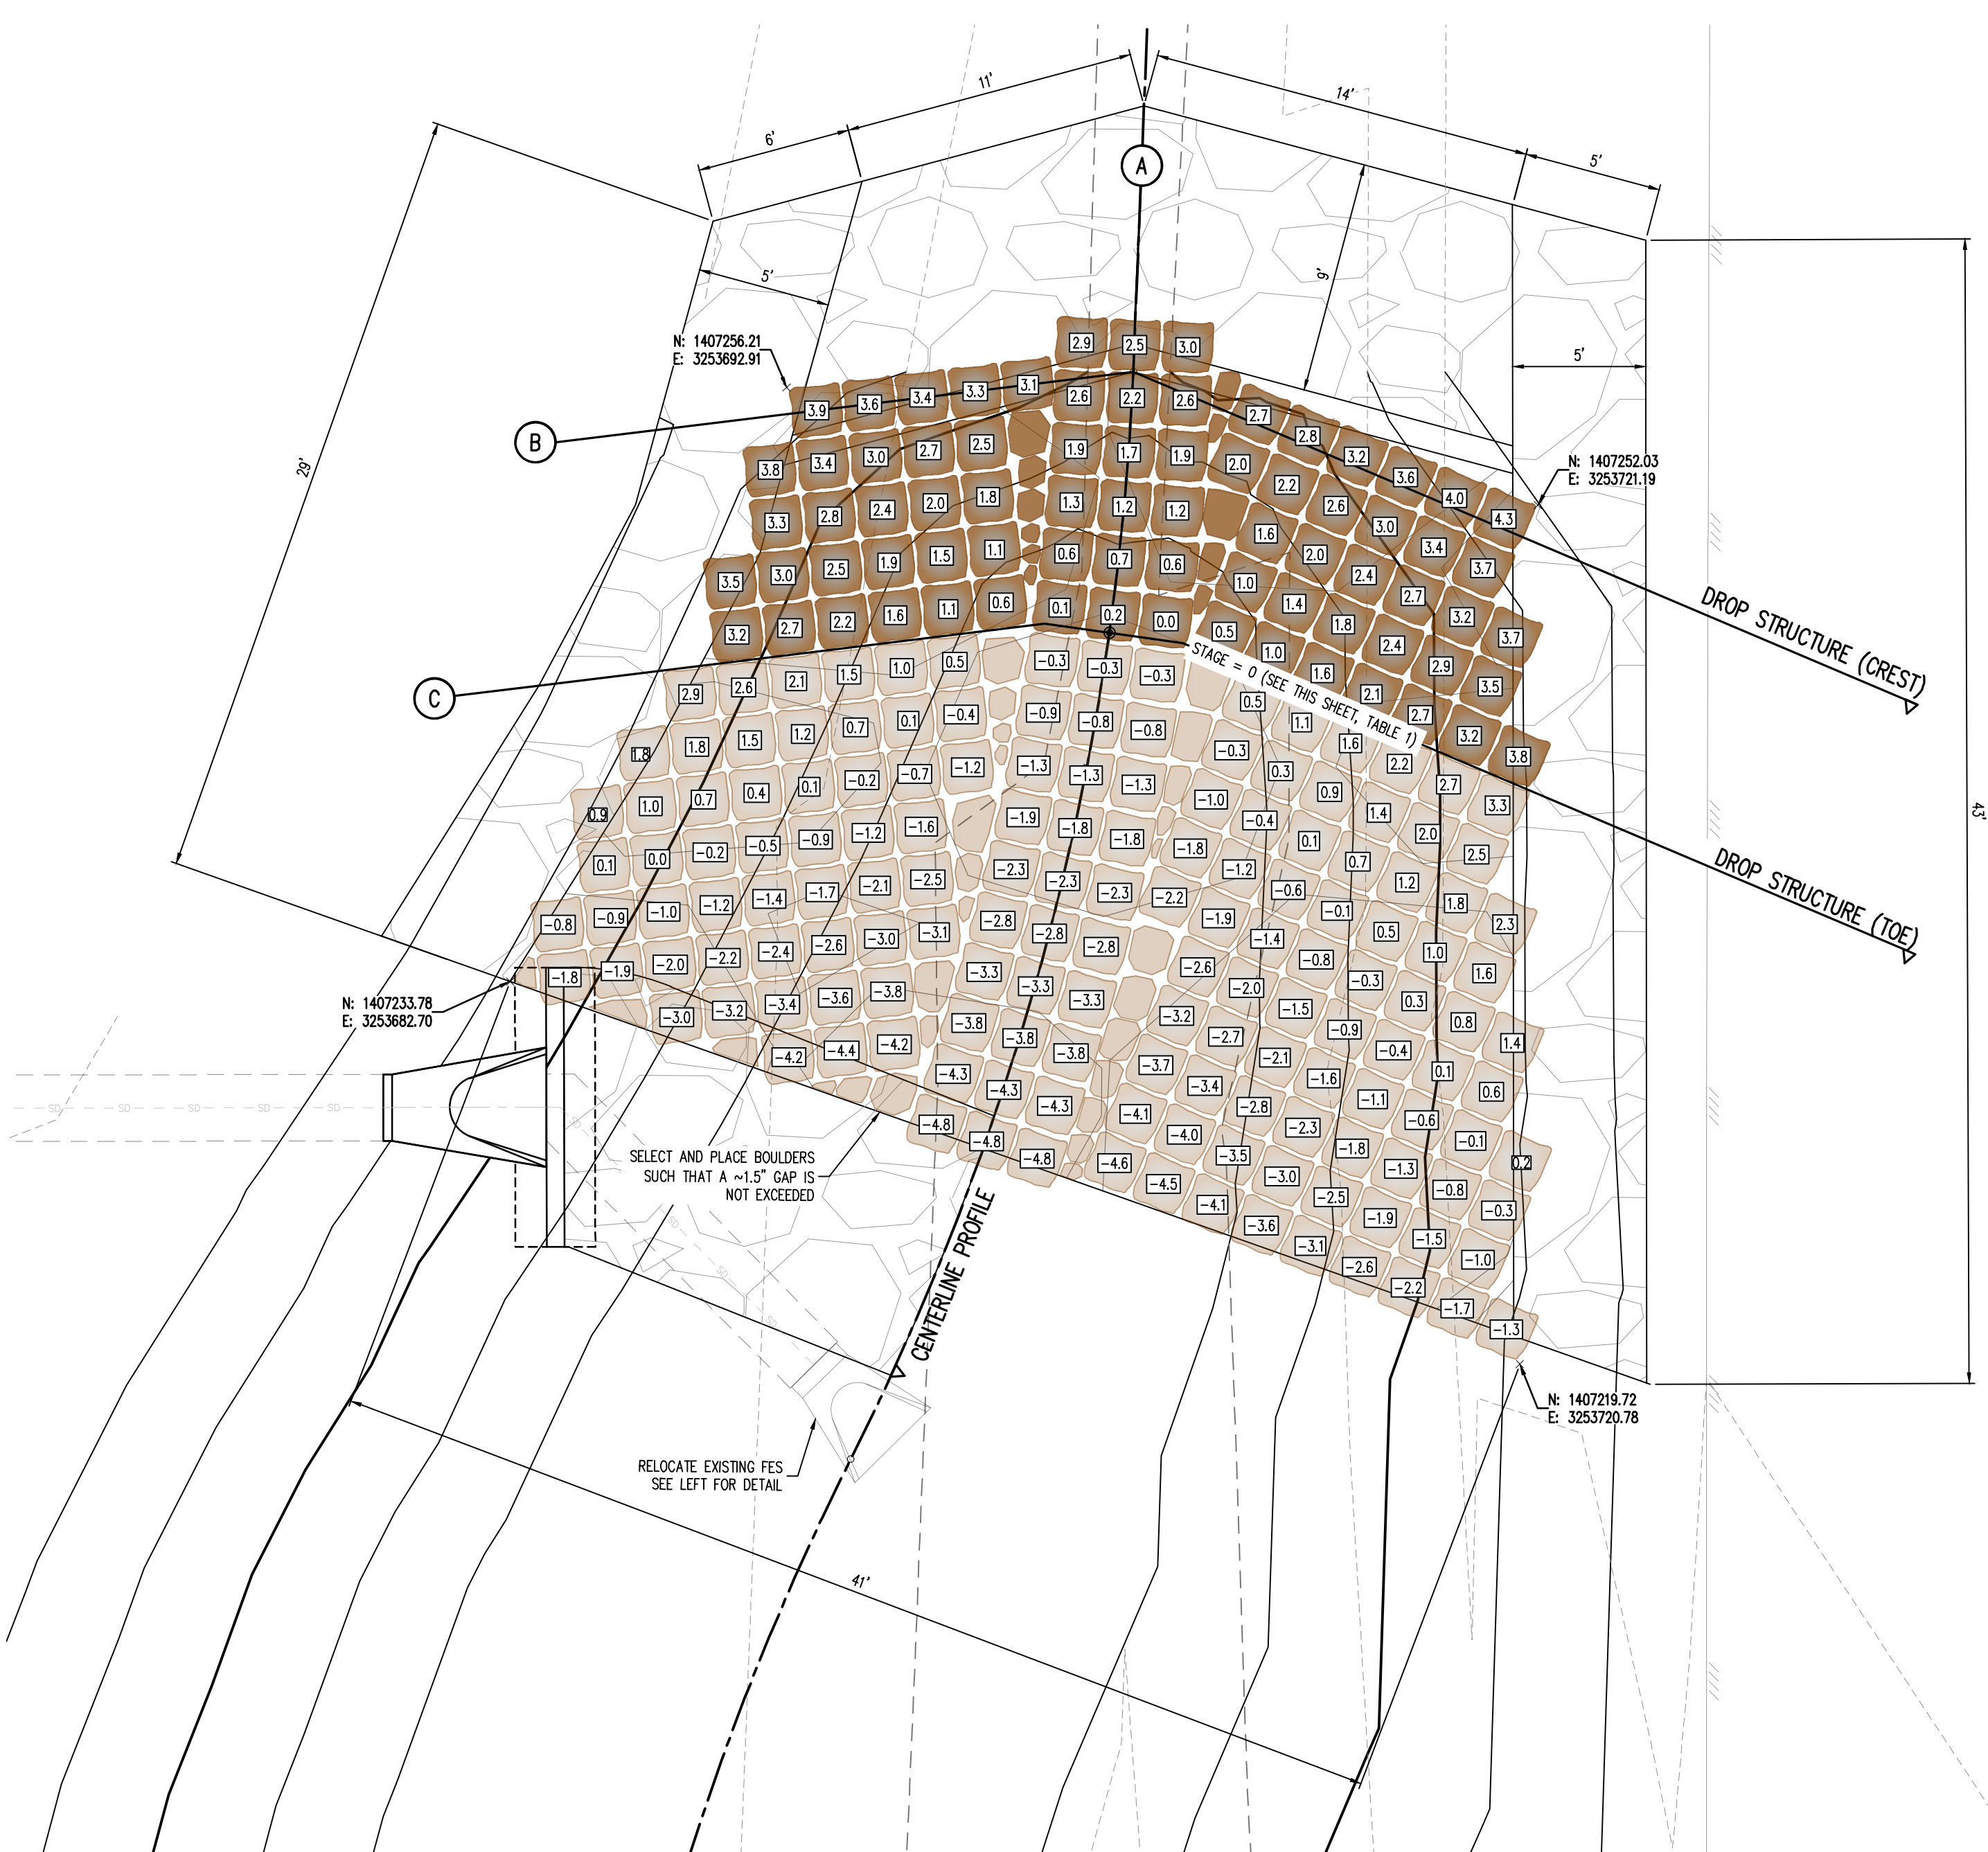 11'
14'
6'
5'
A
5'
9'
5'
29'
43'
N: 1407256.21
E: 3253692.91
B
2.9 2.5 3.0
3.9 3.6 3.4 3.3 3.1 2.6 2.2 2.6 2.7 2.8 3.2 3.6 4.0 4.3
N: 1407252.03
E: 3253721.19
3.8 3.4 3.0 2.7 2.5 1.9 1.7 1.9 2.0 2.2 2.6 3.0 3.4 3.7
3.3 2.8 2.4 2.0 1.8 1.3 1.2 1.2 1.6 2.0 2.4 2.7 3.2 3.7
3.5 3.0 2.5 1.9 1.5 1.1 0.6 0.7 0.6 1.0 1.4 1.8 2.4 2.9 3.5
3.2 2.7 2.2 1.6 1.1 0.6 0.1 0.2 0.0 0.5 1.0 1.6 2.1 2.7 3.2 3.8
DROP STRUCTURE (CREST)
C
STAGE = 0 (SEE THIS SHEET, TABLE 1)
2.9 2.6 2.1 1.5 1.0 0.5 -0.3 -0.3 -0.3 0.5 1.1 1.6 2.2 2.7 3.3
1.8 1.8 1.5 1.2 0.7 0.1 -0.4 -0.9 -0.8 -0.8 -0.3 0.3 0.9 1.4 2.0 2.5
0.9 1.0 0.7 0.4 0.1 -0.2 -0.7 -1.2 -1.3 -1.3 -1.3 -1.0 -0.4 0.1 0.7 1.2 1.8 2.3
0.1 0.0 -0.2 -0.5 -0.9 -1.2 -1.6 -1.9 -1.8 -1.8 -1.8 -1.2 -0.6 -0.1 0.5 1.0 1.6
DROP STRUCTURE (TOE)
-0.8 -0.9 -1.0 -1.2 -1.4 -1.7 -2.1 -2.5 -2.3 -2.3 -2.3 -2.2 -1.9 -1.4 -0.8 -0.3 0.3 0.8 1.4
-1.8 -1.9 -2.0 -2.2 -2.4 -2.6 -3.0 -3.1 -2.8 -2.8 -2.8 -2.6 -2.0 -1.5 -0.9 -0.4 0.1 0.6
-3.0 -3.2 -3.4 -3.6 -3.8 -3.3 -3.3 -3.3 -3.2 -2.7 -2.1 -1.6 -1.1 -0.6 -0.1 0.2
-4.2 -4.4 -4.2 -3.8 -3.8 -3.8 -3.7 -3.4 -2.8 -2.3 -1.8 -1.3 -0.8 -0.3
-4.3 -4.3 -4.3 -4.1 -4.0 -3.5 -3.0 -2.5 -1.9 -1.5 -1.0
-4.8 -4.8 -4.8 -4.6 -4.5 -4.1 -3.6 -3.1 -2.6 -2.2 -1.7 -1.3
N: 1407233.78
E: 3253682.70
SD SD SD SD SD
SD
SD
SD
SD
SELECT AND PLACE BOULDERS
SUCH THAT A ~1.5" GAP IS
NOT EXCEEDED
CENTERLINE PROFILE
N: 1407219.72
E: 3253720.78
RELOCATE EXISTING FES
SEE LEFT FOR DETAIL
41'